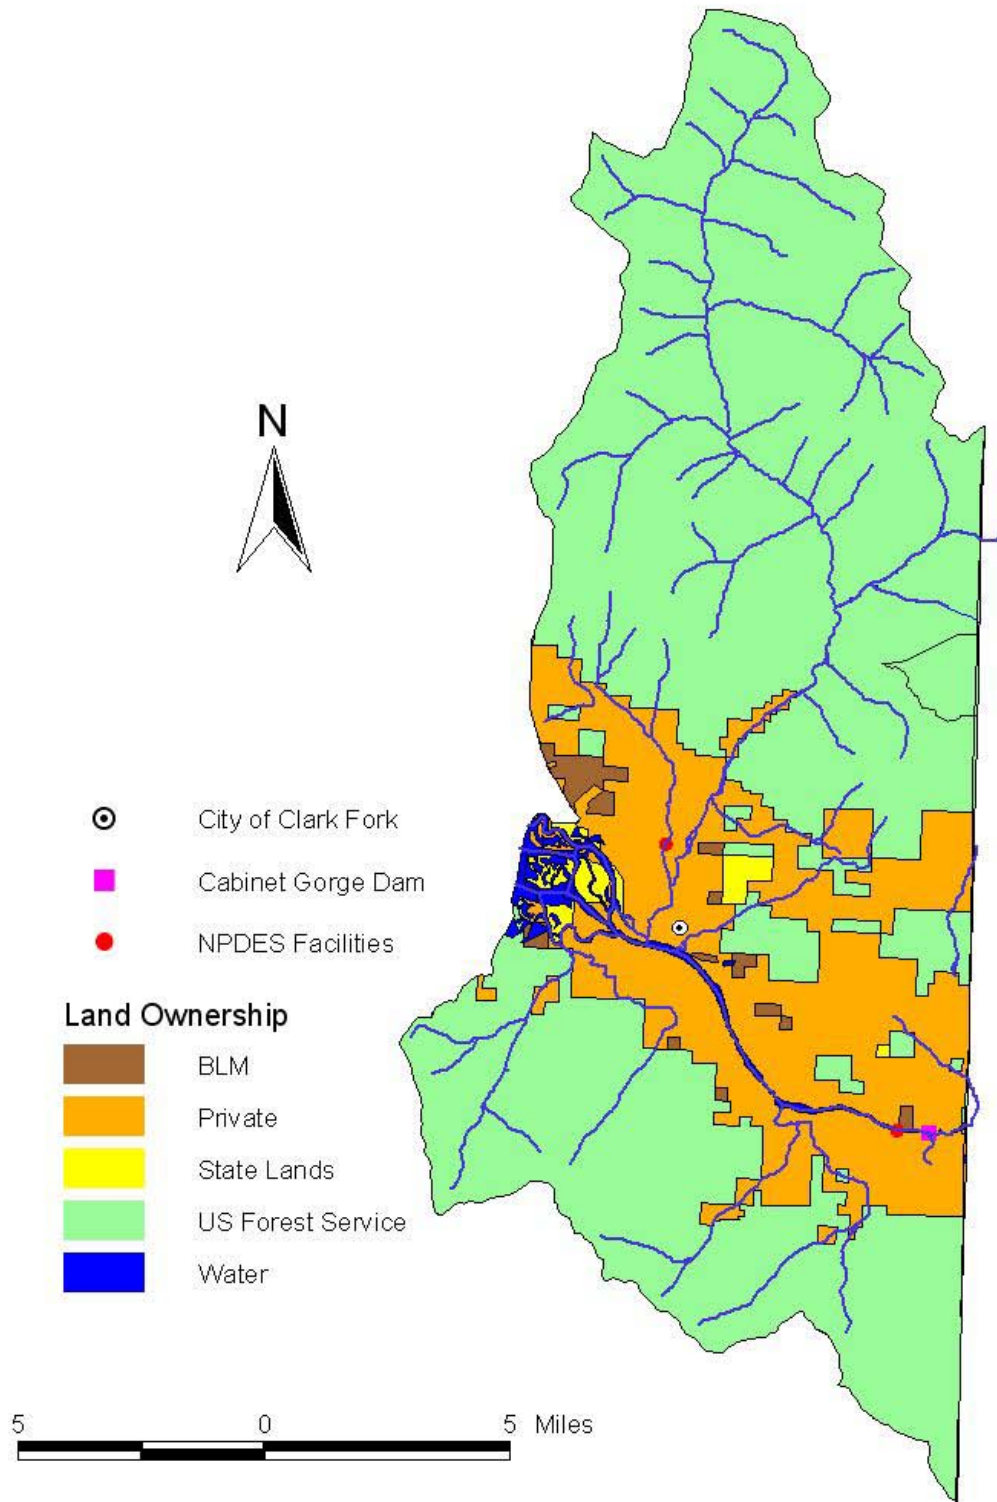 N
City of Clark Fork
Cabinet Gorge Dam
NPDES Facilities
Land Ownership
BLM
Private
State Lands
US Forest Service
Water
5 0 5 Miles